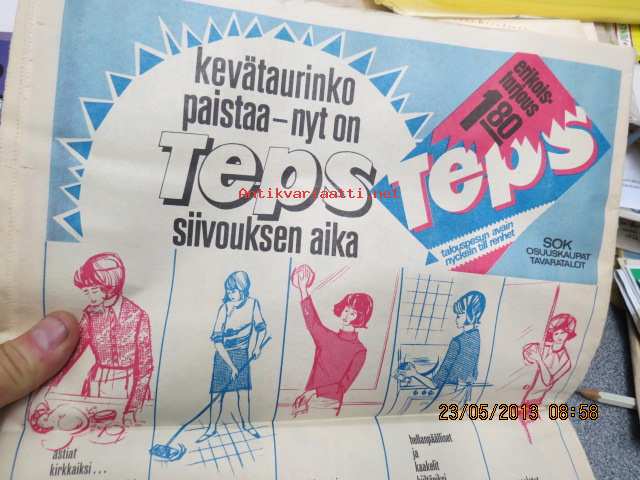 kevätaurinko
paistaa – nyt on
Teps
siivouksen aika
Antikvariaatti.net
erikois-
tarjous
1 80
Teps
talouspesun avain
nyckeln till renhet
SOK
OSUUSKAUPAT
TAVARATALOT
astiat
kirkkaiksi...
hellanpäälliset
ja
kaakelit
23/05/2013 08:58